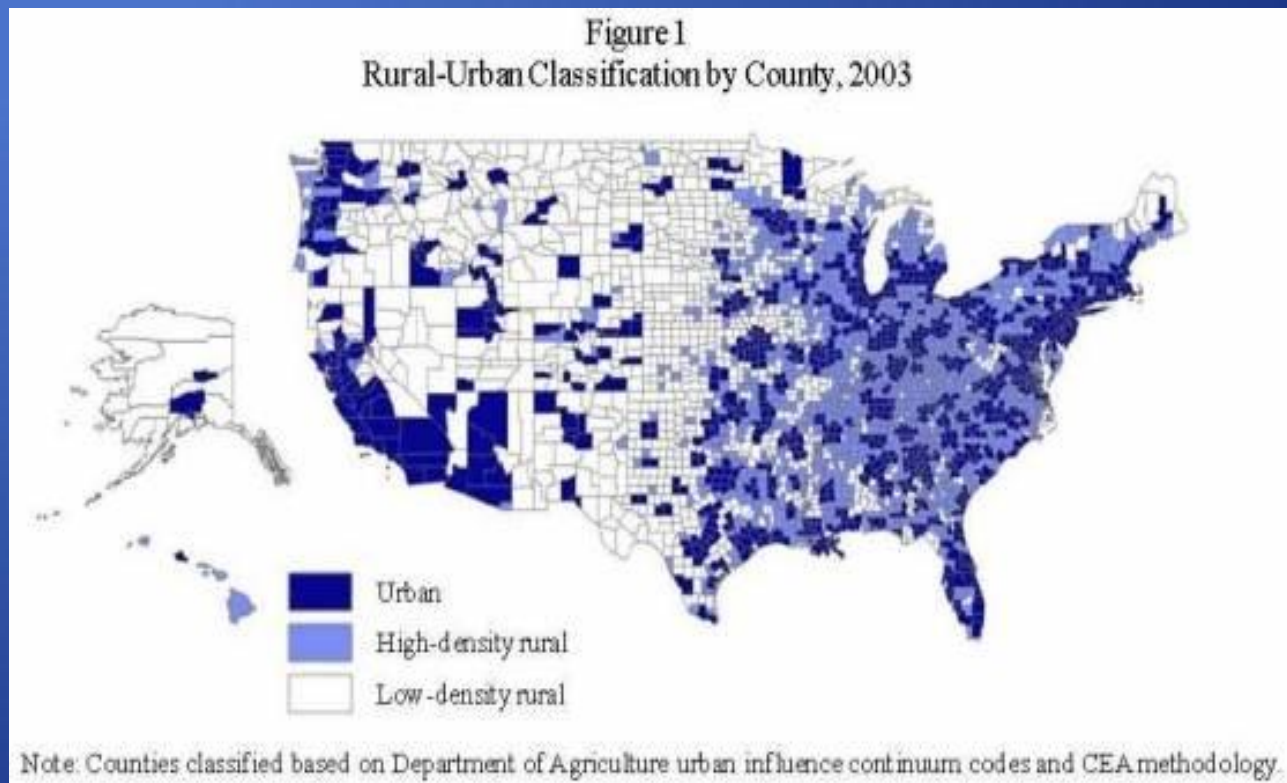 Figure 1
Rural-Urban Classification by County, 2003
Urban
High-density rural
Low-density rural
Note: Counties classified based on Department of Agriculture urban influence continuum codes and CEA methodology